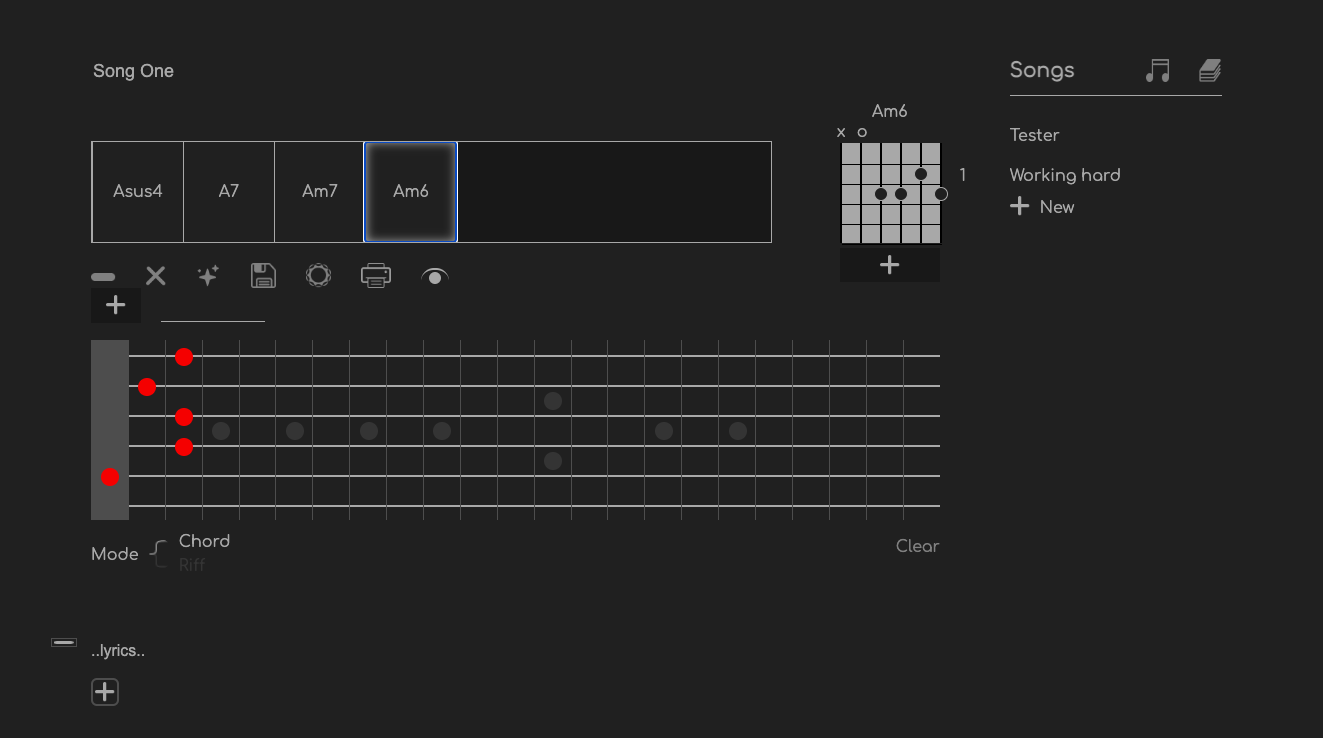 Song One
Songs
Am6
x o
Tester
Asus4 A7 Am7 Am6
1
Working hard
New
Mode
Chord
Riff
Clear
..lyrics..